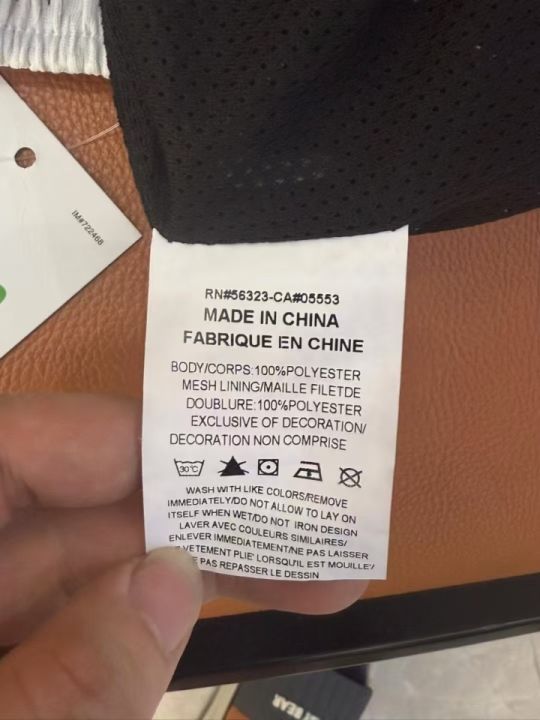 IM#722468
RN#56323-CA#05553
MADE IN CHINA
FABRIQUE EN CHINE
BODY/CORPS:100%POLYESTER
MESH LINING/MAILLE FILETDE
DOUBLURE:100%POLYESTER
EXCLUSIVE OF DECORATION/
DECORATION NON COMPRISE
30°C
WASH WITH LIKE COLORS/REMOVE
IMMEDIATELY/DO NOT ALLOW TO LAY ON
ITSELF WHEN WET/DO NOT IRON DESIGN
LAVER AVEC COULEURS SIMILAIRES/
ENLEVER IMMEDIATEMENT/NE PAS LAISSER
VETEMENT PLIE' LORSQU'IL EST MOUILLE'/
PAS REPASSER LE DESSIN
BEAR